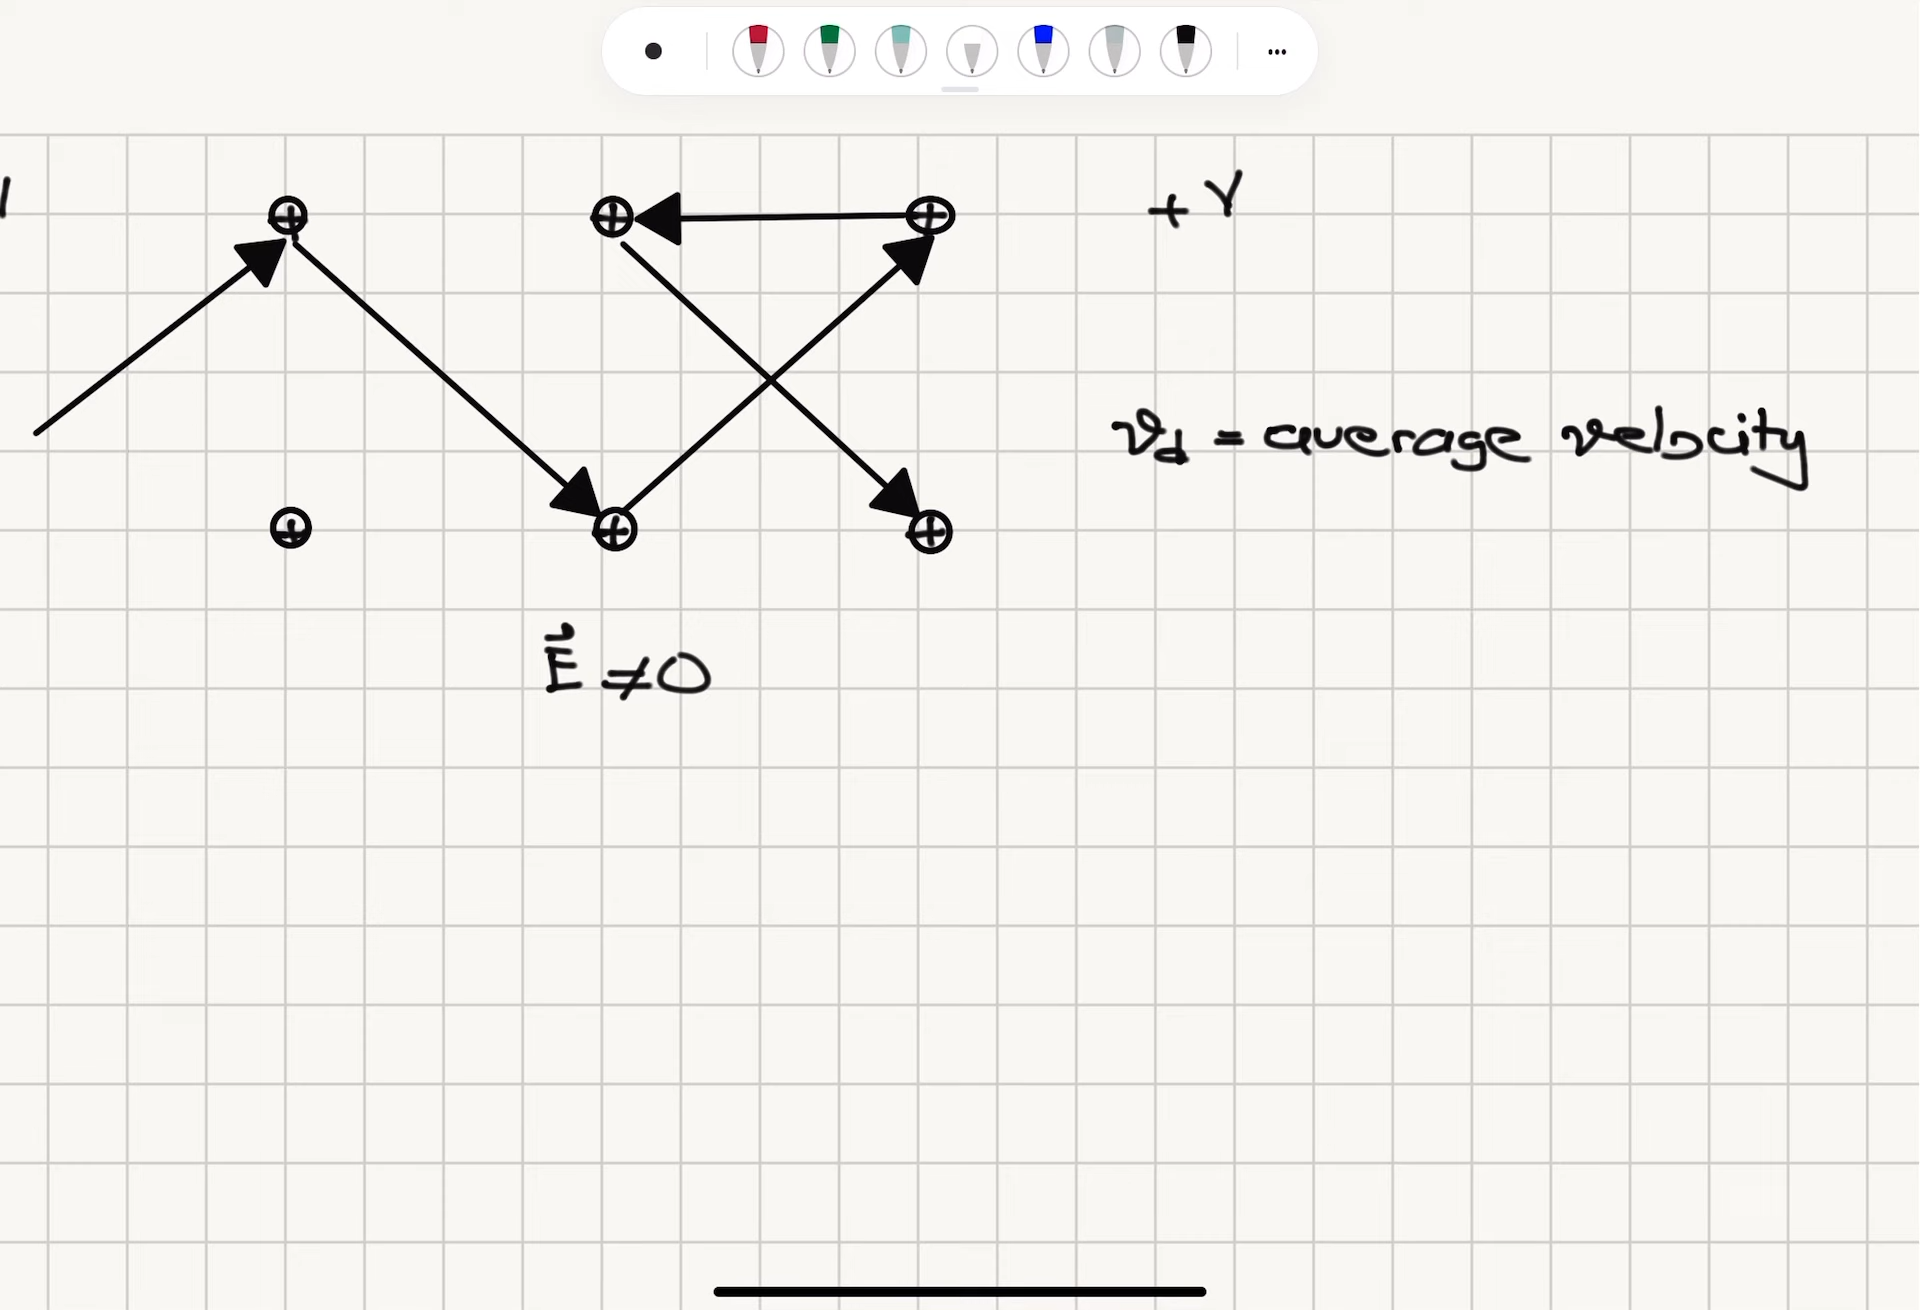 + V
v_d = average velocity
E⃗ ≠ 0